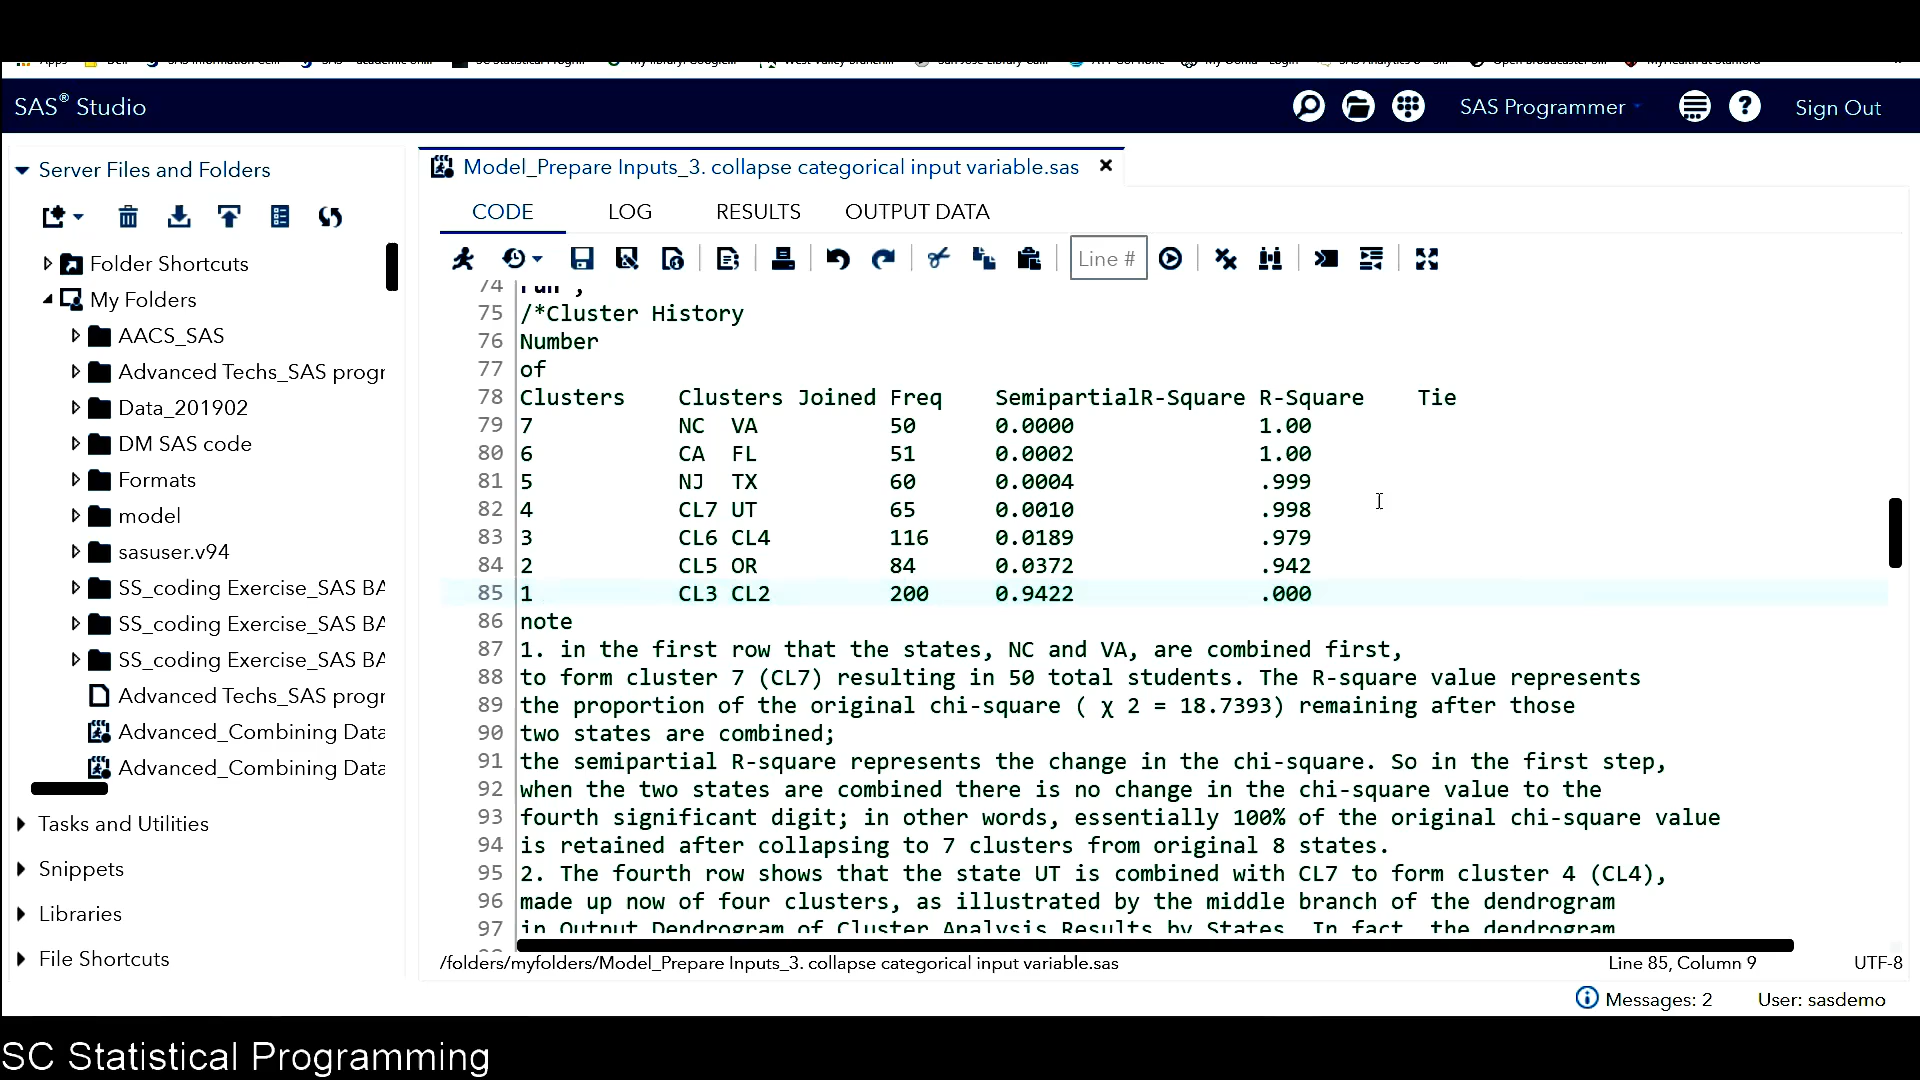 SAS® Studio
SAS Programmer
Sign Out
Server Files and Folders
Folder Shortcuts
My Folders
AACS_SAS
Advanced Techs_SAS progr
Data_201902
DM SAS code
Formats
model
sasuser.v94
SS_coding Exercise_SAS BA
SS_coding Exercise_SAS BA
SS_coding Exercise_SAS BA
Advanced Techs_SAS progr
Advanced_Combining Data
Advanced_Combining Data
Tasks and Utilities
Snippets
Libraries
File Shortcuts
Model_Prepare Inputs_3. collapse categorical input variable.sas
CODE LOG RESULTS OUTPUT DATA
Line #
74 run ;
75 /*Cluster History
76 Number
77 of
78 Clusters Clusters Joined Freq SemipartialR-Square R-Square Tie
79 7 NC VA 50 0.0000 1.00
80 6 CA FL 51 0.0002 1.00
81 5 NJ TX 60 0.0004 .999
82 4 CL7 UT 65 0.0010 .998
83 3 CL6 CL4 116 0.0189 .979
84 2 CL5 OR 84 0.0372 .942
85 1 CL3 CL2 200 0.9422 .000
86 note
87 1. in the first row that the states, NC and VA, are combined first,
88 to form cluster 7 (CL7) resulting in 50 total students. The R-square value represents
89 the proportion of the original chi-square ( χ 2 = 18.7393) remaining after those
90 two states are combined;
91 the semipartial R-square represents the change in the chi-square. So in the first step,
92 when the two states are combined there is no change in the chi-square value to the
93 fourth significant digit; in other words, essentially 100% of the original chi-square value
94 is retained after collapsing to 7 clusters from original 8 states.
95 2. The fourth row shows that the state UT is combined with CL7 to form cluster 4 (CL4),
96 made up now of four clusters, as illustrated by the middle branch of the dendrogram
97 in Output Dendrogram of Cluster Analysis Results by States. In fact, the dendrogram
/folders/myfolders/Model_Prepare Inputs_3. collapse categorical input variable.sas
Line 85, Column 9
UTF-8
Messages: 2
User: sasdemo
SC Statistical Programming